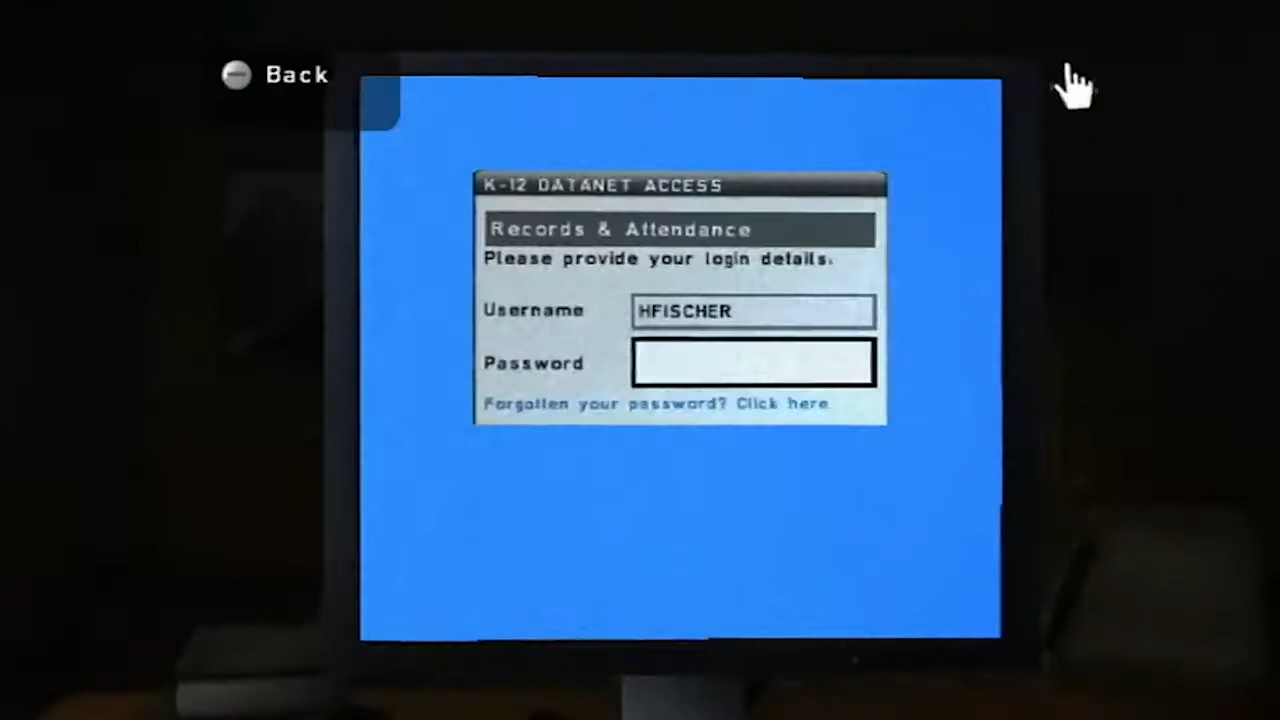 Back
K-12 DATANET ACCESS
Records & Attendance
Please provide your login details.
Username
HFISCHER
Password
Forgotten your password? Click here